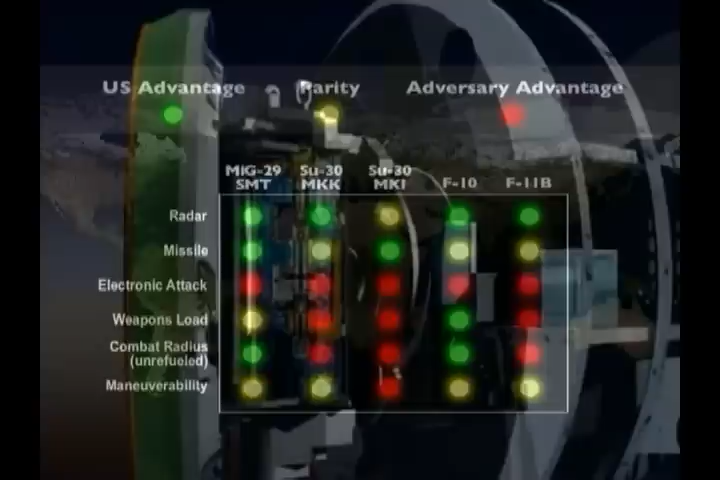 US Advantage Parity Adversary Advantage
MIG-29 SMT Su-30 MKK Su-30 MKI F-10 F-11B
Radar
Missile
Electronic Attack
Weapons Load
Combat Radius
(unrefueled)
Maneuverability